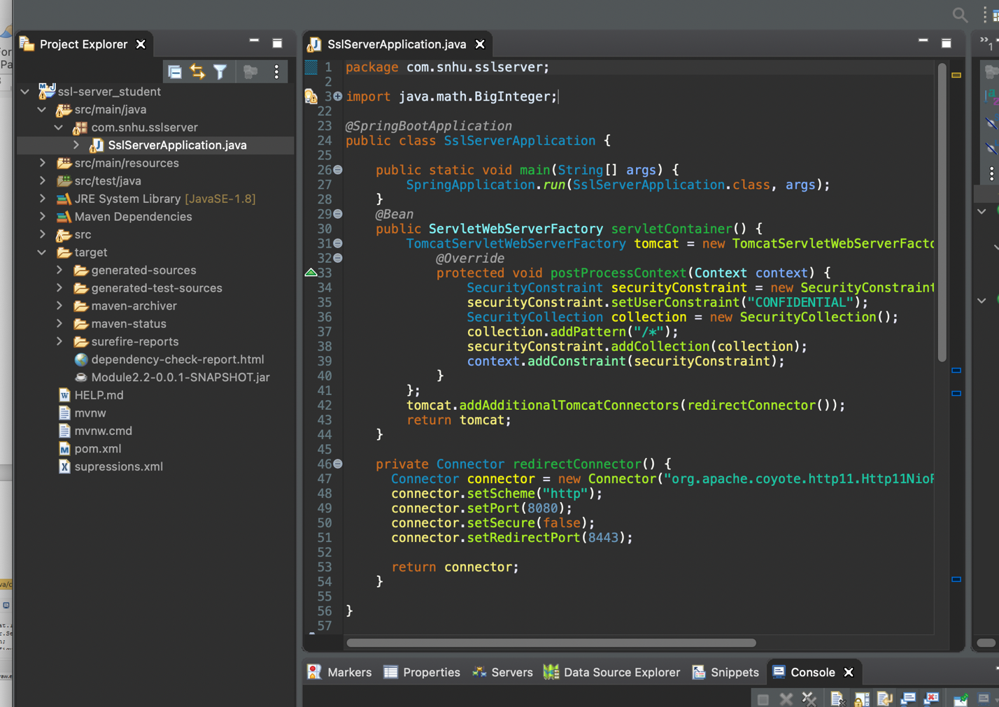 Project Explorer
ssl-server_student
src/main/java
com.snhu.sslserver
SslServerApplication.java
src/main/resources
src/test/java
JRE System Library [JavaSE-1.8]
Maven Dependencies
src
target
generated-sources
generated-test-sources
maven-archiver
maven-status
surefire-reports
dependency-check-report.html
Module2.2-0.0.1-SNAPSHOT.jar
HELP.md
mvnw
mvnw.cmd
pom.xml
supressions.xml
SslServerApplication.java
1 package com.snhu.sslserver;
2
3 import java.math.BigInteger;
22
23 @SpringBootApplication
24 public class SslServerApplication {
25
26 public static void main(String[] args) {
27 SpringApplication.run(SslServerApplication.class, args);
28 }
29 @Bean
30 public ServletWebServerFactory servletContainer() {
31 TomcatServletWebServerFactory tomcat = new TomcatServletWebServerFacto
32 @Override
33 protected void postProcessContext(Context context) {
34 SecurityConstraint securityConstraint = new SecurityConstraint
35 securityConstraint.setUserConstraint("CONFIDENTIAL");
36 SecurityCollection collection = new SecurityCollection();
37 collection.addPattern("/*");
38 securityConstraint.addCollection(collection);
39 context.addConstraint(securityConstraint);
40 }
41 };
42 tomcat.addAdditionalTomcatConnectors(redirectConnector());
43 return tomcat;
44 }
45
46 private Connector redirectConnector() {
47 Connector connector = new Connector("org.apache.coyote.http11.Http11NioP
48 connector.setScheme("http");
49 connector.setPort(8080);
50 connector.setSecure(false);
51 connector.setRedirectPort(8443);
52
53 return connector;
54 }
55
56 }
57
Markers Properties Servers Data Source Explorer Snippets Console